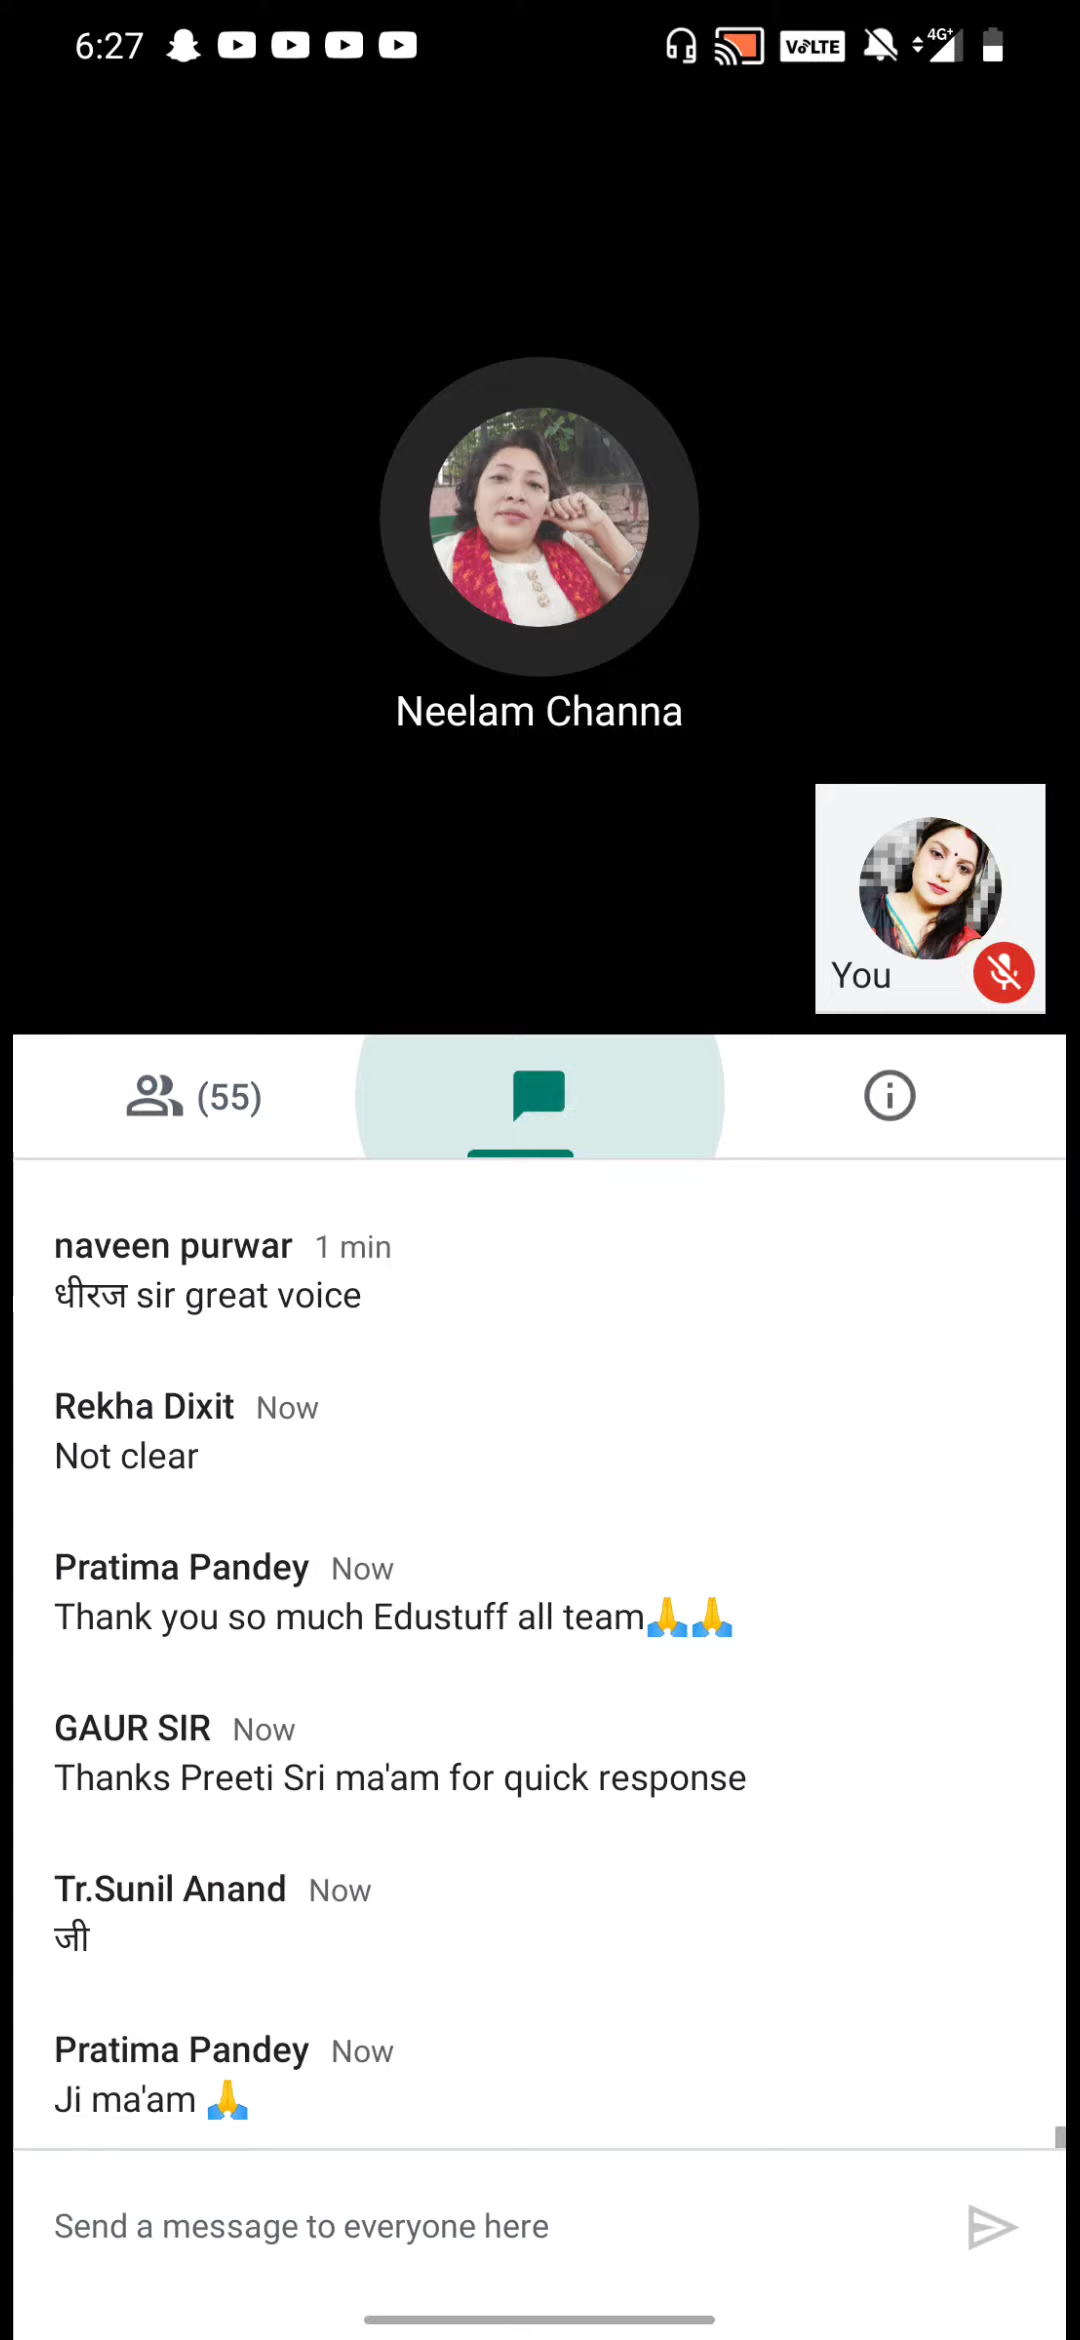 6:27
VoLTE
4G+
Neelam Channa
You
(55)
naveen purwar 1 min
धीरज sir great voice
Rekha Dixit Now
Not clear
Pratima Pandey Now
Thank you so much Edustuff all team🙏🙏
GAUR SIR Now
Thanks Preeti Sri ma'am for quick response
Tr.Sunil Anand Now
जी
Pratima Pandey Now
Ji ma'am 🙏
Send a message to everyone here